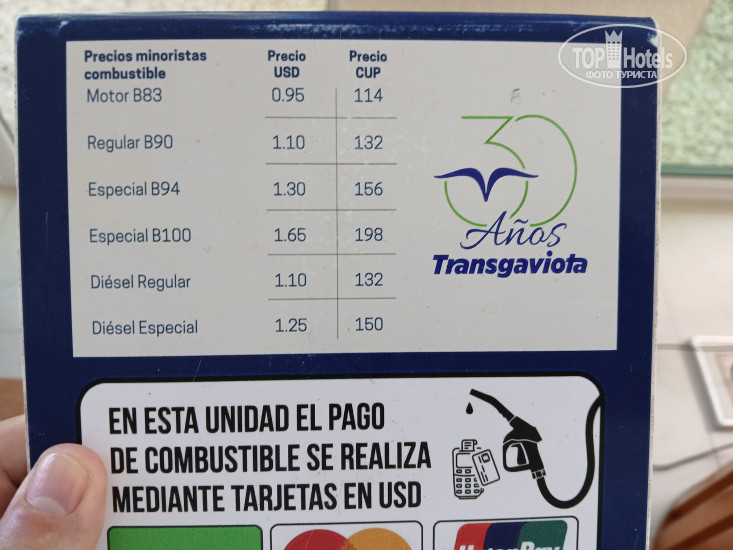 TOP Hotels
ФОТО ТУРИСТА
Precios minoristas combustible Precio USD Precio CUP
Motor B83 0.95 114
Regular B90 1.10 132
Especial B94 1.30 156
Especial B100 1.65 198
Diésel Regular 1.10 132
Diésel Especial 1.25 150
30
Años
Transgaviota
EN ESTA UNIDAD EL PAGO
DE COMBUSTIBLE SE REALIZA
MEDIANTE TARJETAS EN USD